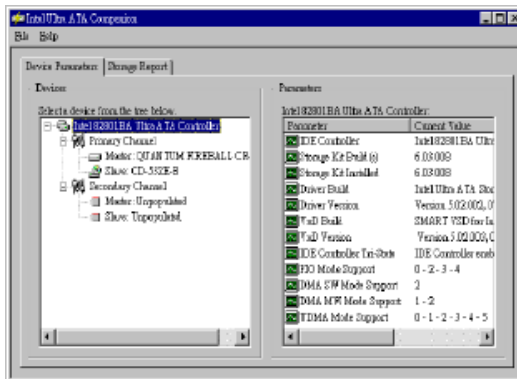 Intel Ultra ATA Companion
File Help
Device Parameters Storage Report
Devices
Select a device from the tree below.
Intel 82801BA Ultra ATA Controller
Primary Channel
Master: QUANTUM FIREBALL CR
Slave: CD-532E-B
Secondary Channel
Master: Unpopulated
Slave: Unpopulated
Parameters
Intel 82801BA Ultra ATA Controller:
Parameter Current Value
IDE Controller Intel 82801BA Ultr
Storage Kit Build (s) 6.03.008
Storage Kit Installed 6.03.008
Driver Build Intel Ultra ATA Stor
Driver Version Version 5.02.002, 0
VxD Build SMART VSD for In
VxD Version Version 5.02.003, 0
IDE Controller Tri-State IDE Controller enab
PIO Mode Support 0 - 2 - 3 - 4
DMA SW Mode Support 2
DMA MW Mode Support 1 - 2
UDMA Mode Support 0 - 1 - 2 - 3 - 4 - 5